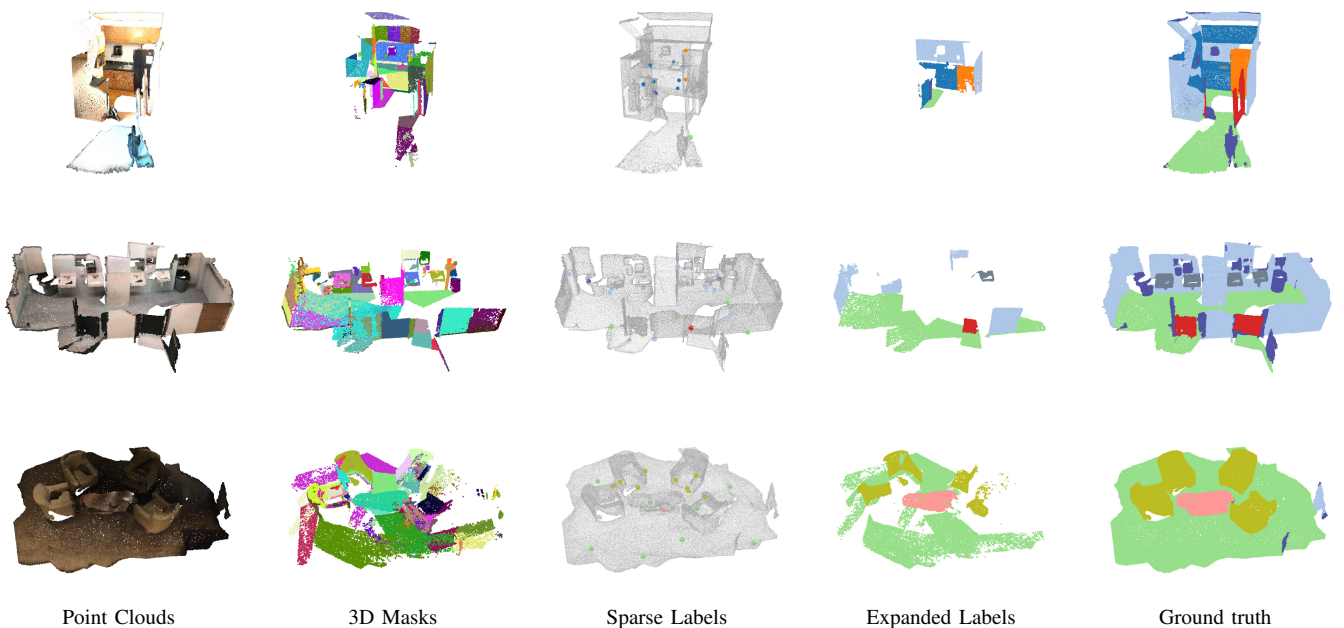 Point Clouds
3D Masks
Sparse Labels
Expanded Labels
Ground truth